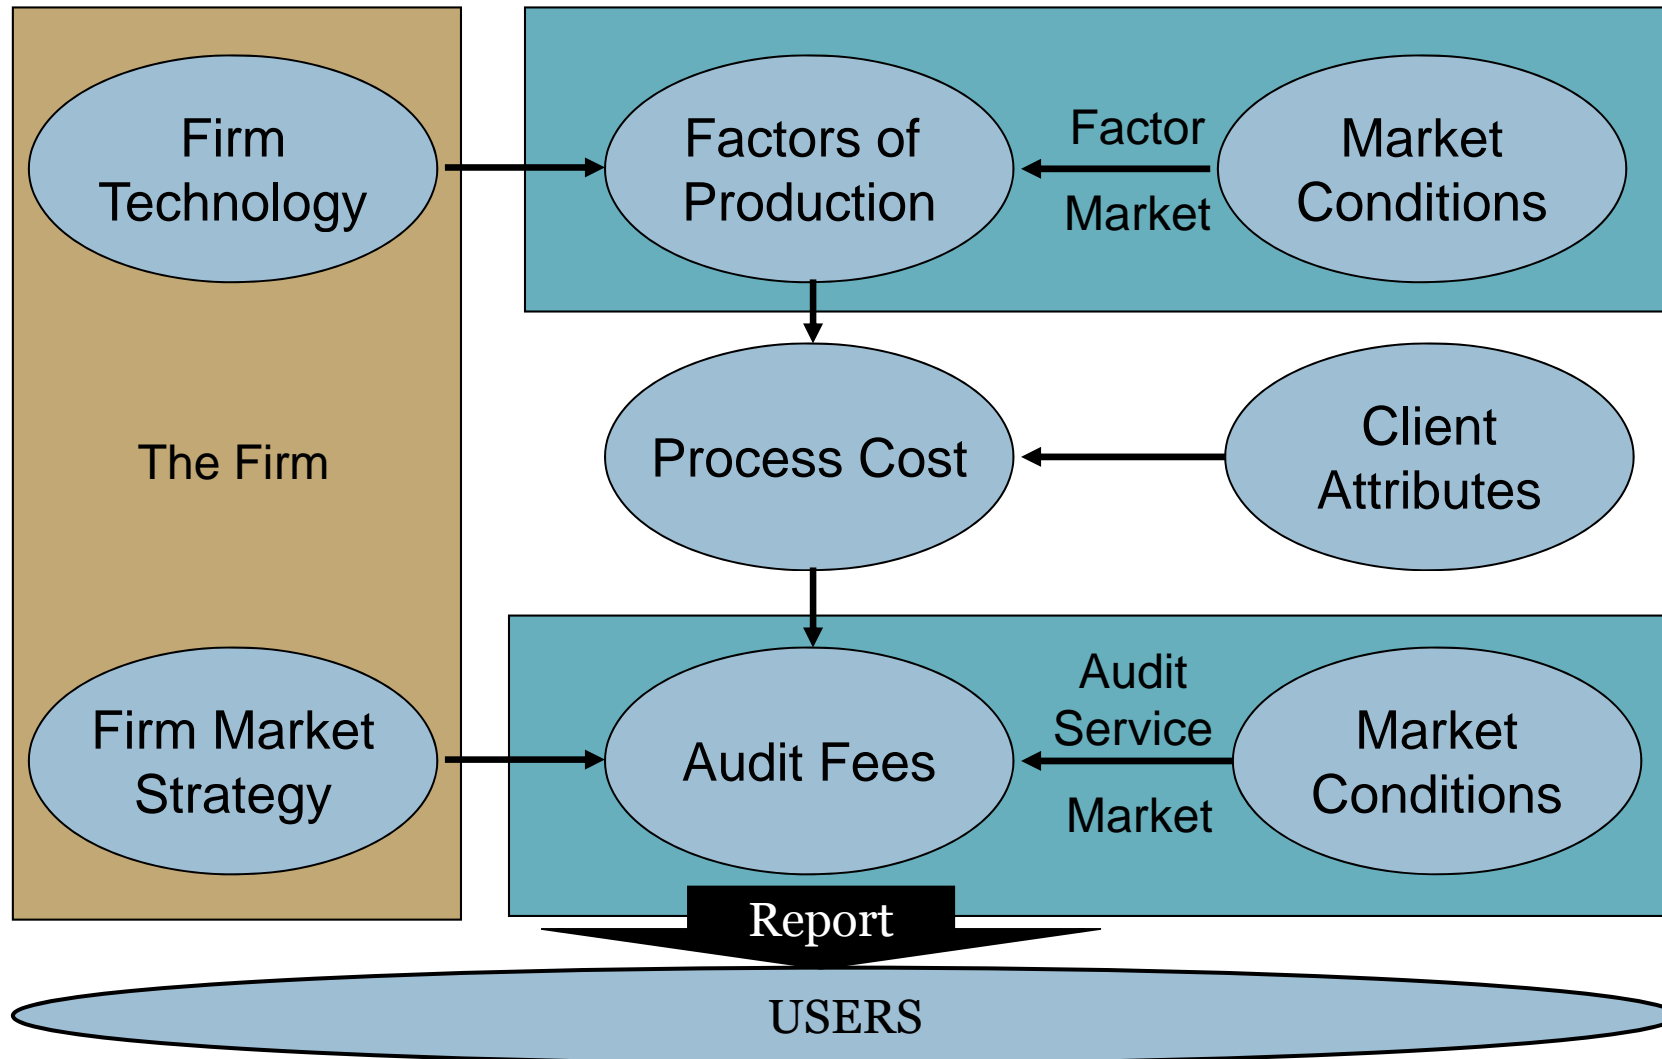 Firm
Technology
Factors of
Production
Factor
Market
Market
Conditions
The Firm
Process Cost
Client
Attributes
Firm Market
Strategy
Audit Fees
Audit
Service
Market
Market
Conditions
Report
USERS